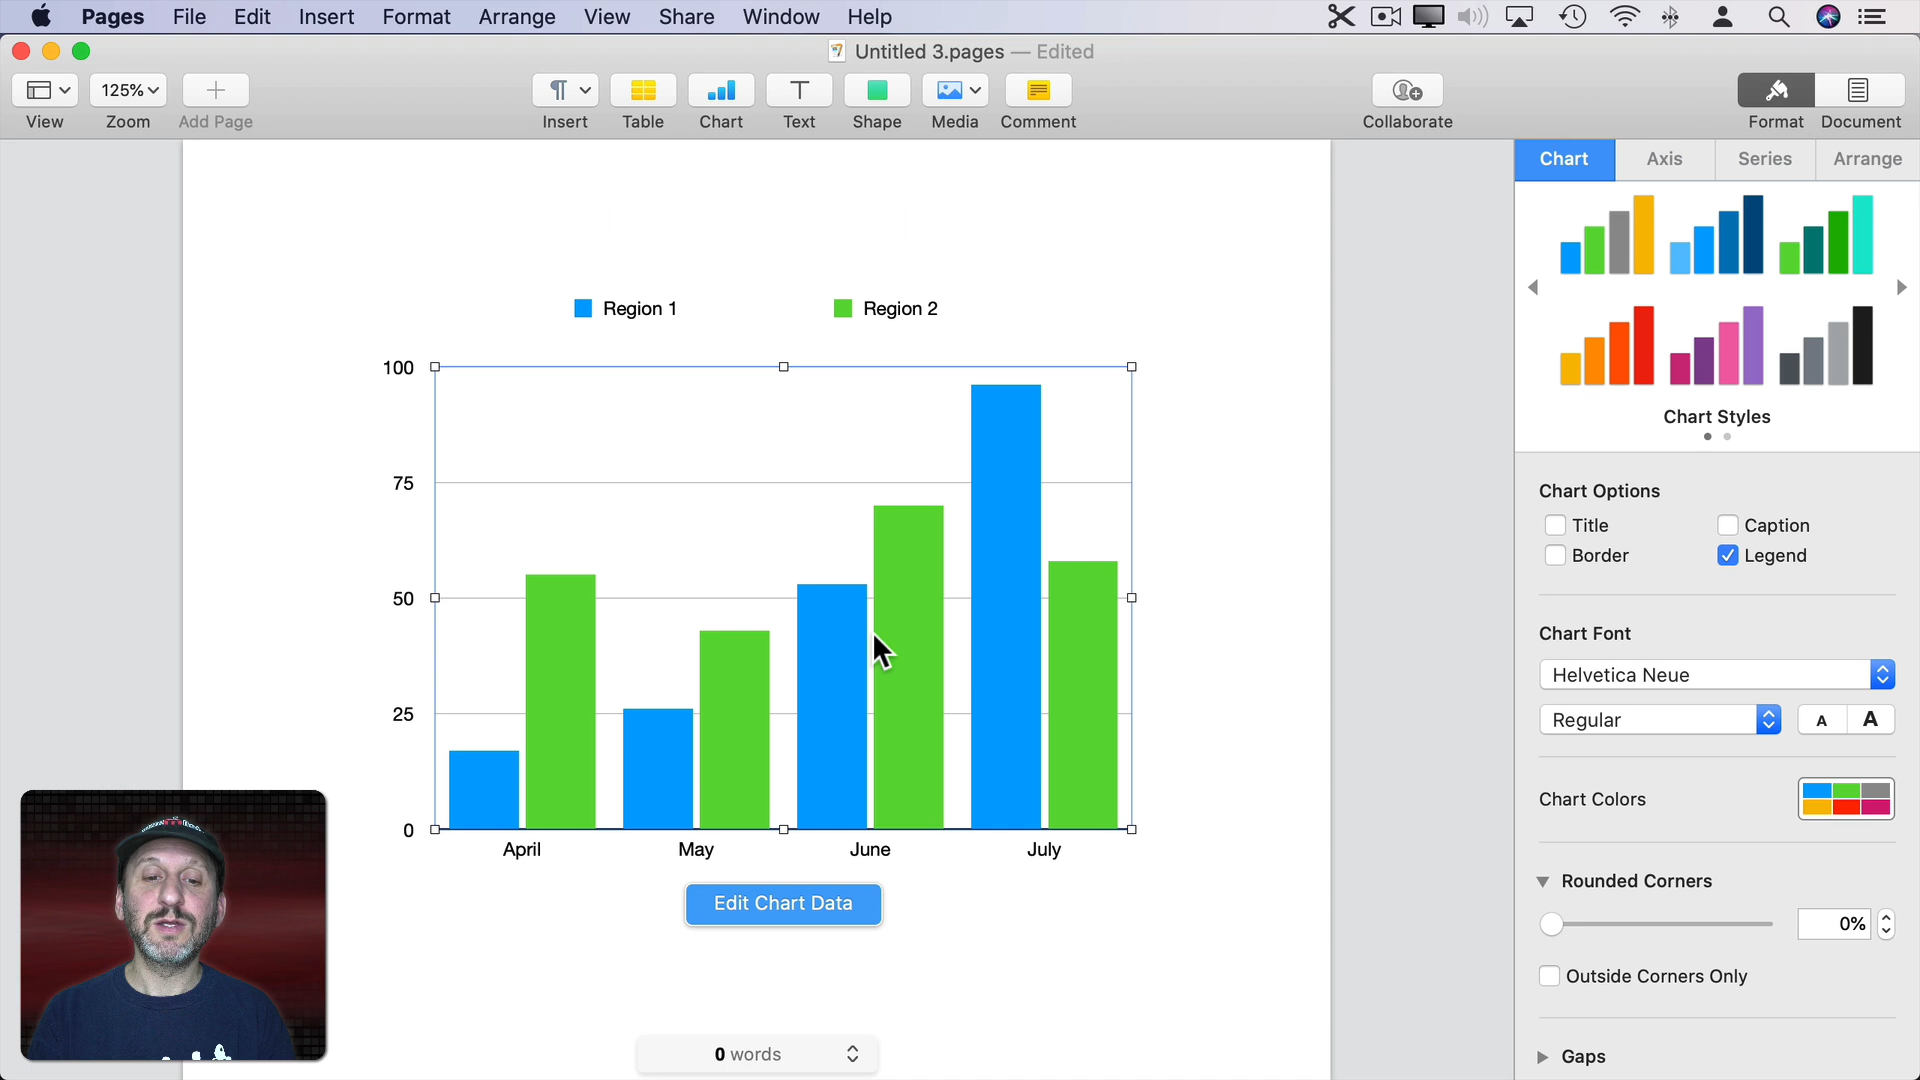 Pages File Edit Insert Format Arrange View Share Window Help
Untitled 3.pages — Edited
125%
View Zoom Add Page Insert Table Chart Text Shape Media Comment Collaborate Format Document
Chart Axis Series Arrange
Chart Styles
Chart Options
Title Caption
Border Legend
Chart Font
Helvetica Neue
Regular A A
Chart Colors
Rounded Corners
0%
Outside Corners Only
Gaps
Region 1 Region 2
100
75
50
25
0
April May June July
Edit Chart Data
0 words